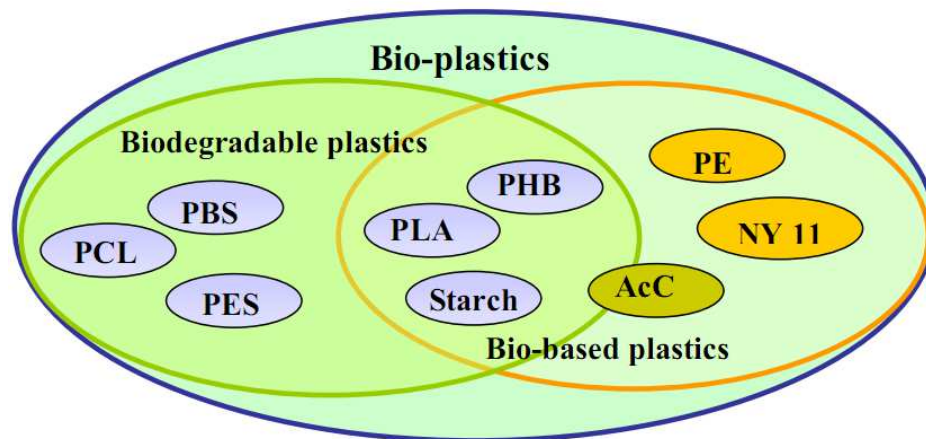 Bio-plastics
Biodegradable plastics
PE
PHB
PBS
PLA
NY 11
PCL
AcC
PES
Starch
Bio-based plastics